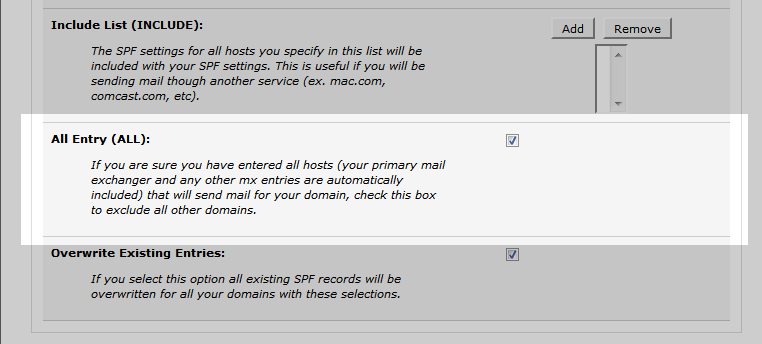 Include List (INCLUDE):
Add
Remove
The SPF settings for all hosts you specify in this list will be
included with your SPF settings. This is useful if you will be
sending mail though another service (ex. mac.com,
comcast.com, etc).
All Entry (ALL):
If you are sure you have entered all hosts (your primary mail
exchanger and any other mx entries are automatically
included) that will send mail for your domain, check this box
to exclude all other domains.
Overwrite Existing Entries:
If you select this option all existing SPF records will be
overwritten for all your domains with these selections.